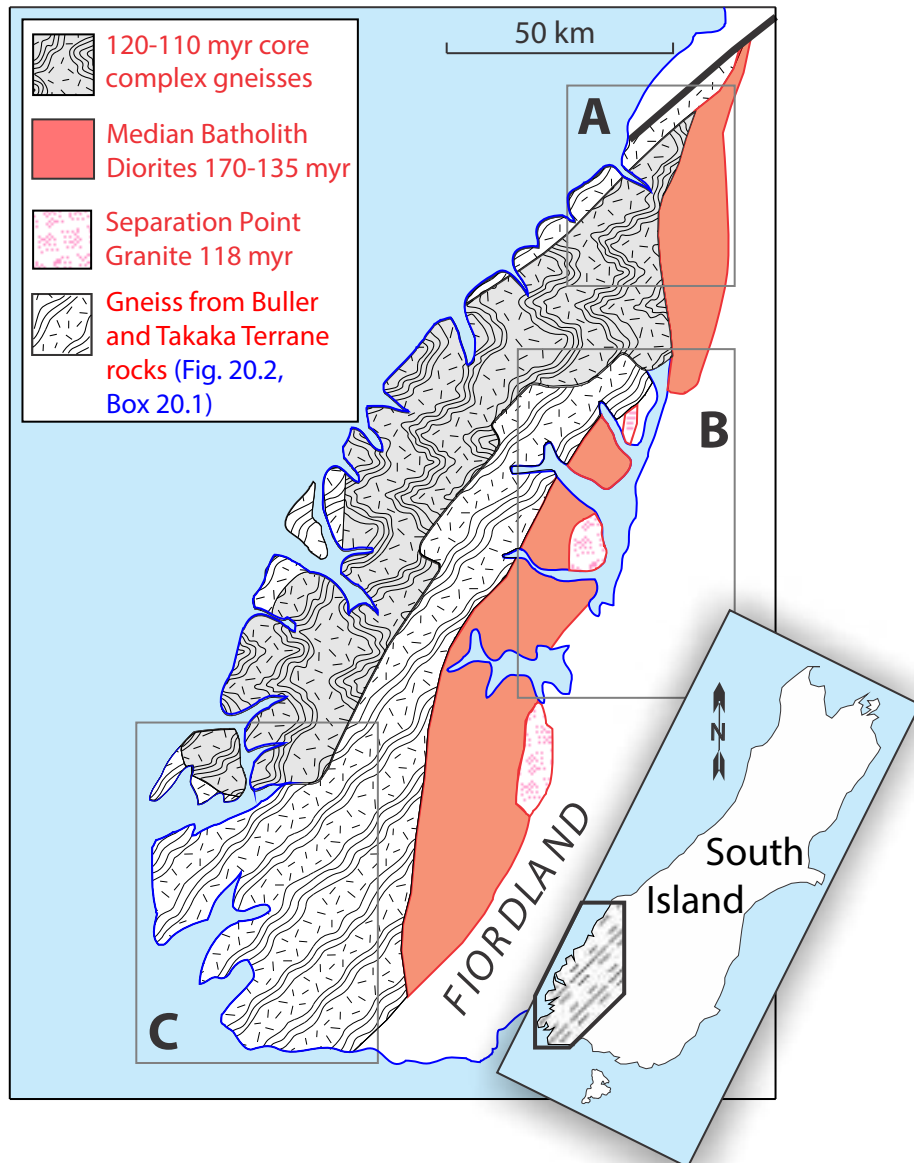 120-110 myr core
complex gneisses
Median Batholith
Diorites 170-135 myr
Separation Point
Granite 118 myr
Gneiss from Buller
and Takaka Terrane
rocks (Fig. 20.2,
Box 20.1)
50 km
A
B
C
FIORDLAND
N
South
Island